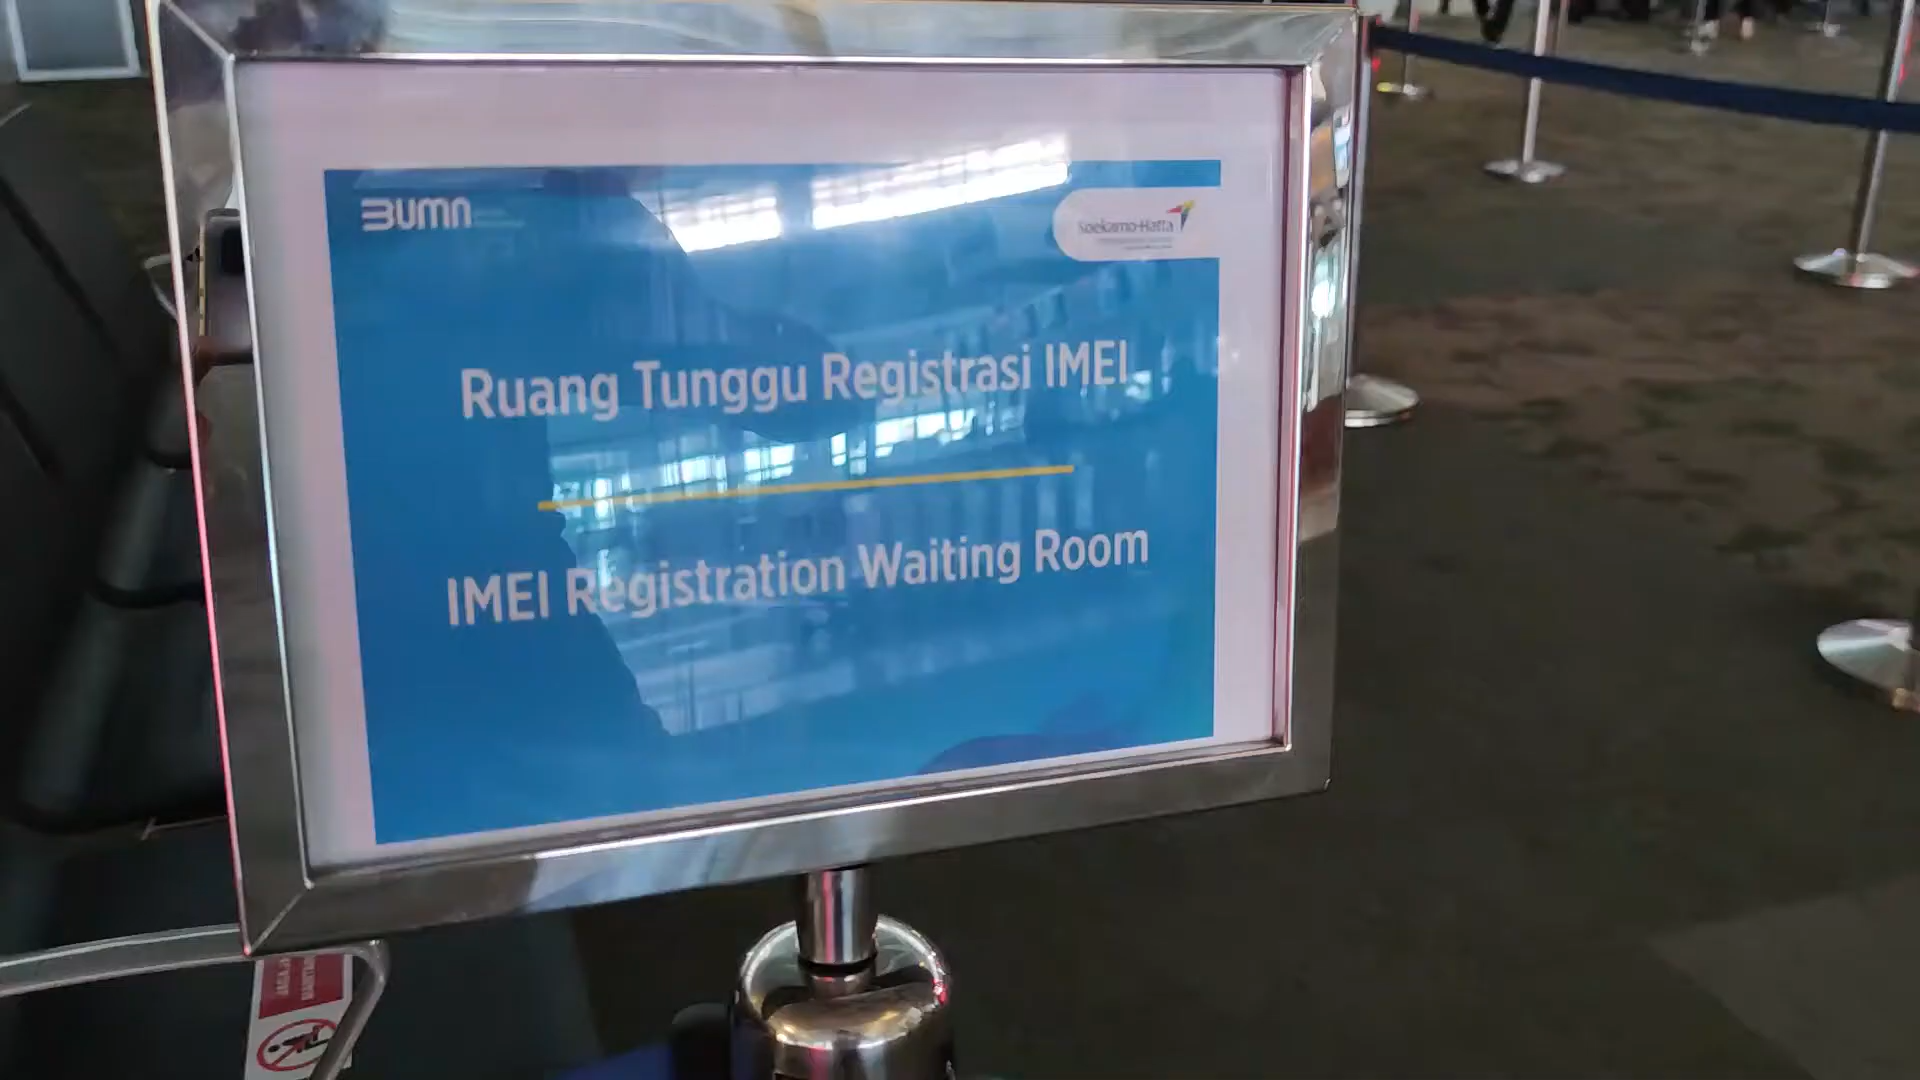 BUMN
Soekarno-Hatta
Ruang Tunggu Registrasi IMEI
IMEI Registration Waiting Room